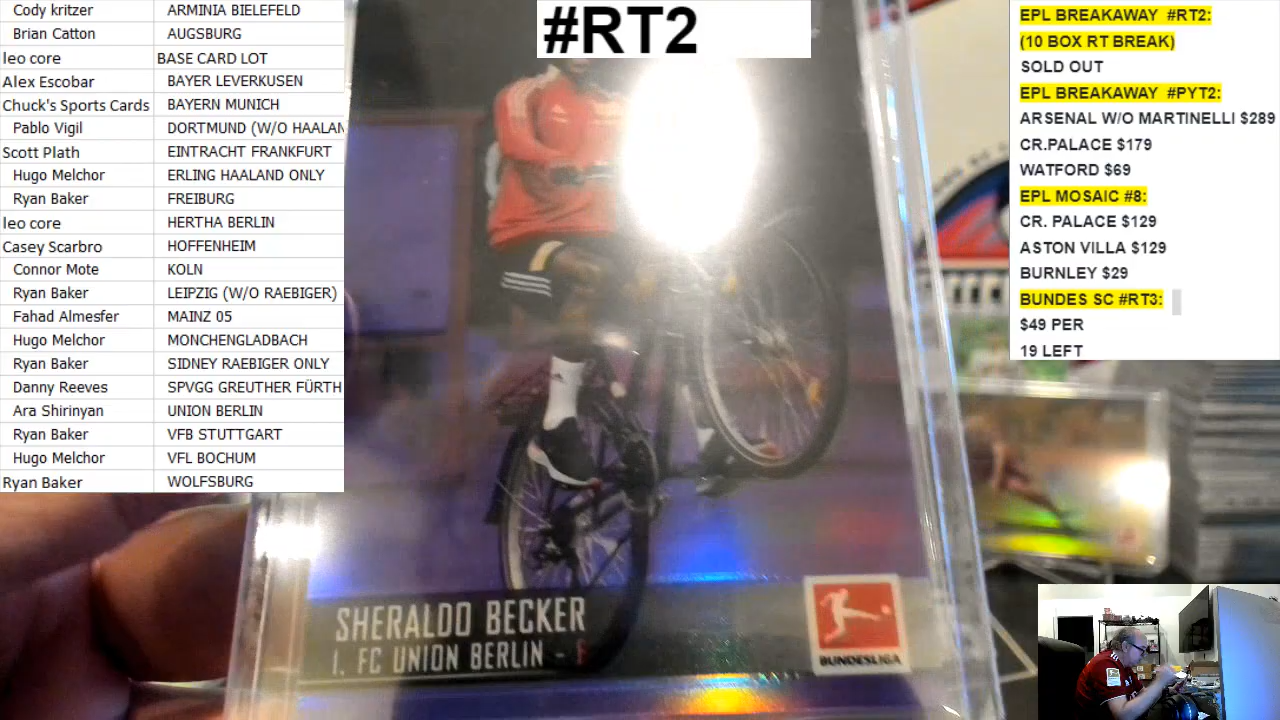 Cody kritzer ARMINIA BIELEFELD
Brian Catton AUGSBURG
leo core BASE CARD LOT
Alex Escobar BAYER LEVERKUSEN
Chuck's Sports Cards BAYERN MUNICH
Pablo Vigil DORTMUND (W/O HAALAN
Scott Plath EINTRACHT FRANKFURT
Hugo Melchor ERLING HAALAND ONLY
Ryan Baker FREIBURG
leo core HERTHA BERLIN
Casey Scarbro HOFFENHEIM
Connor Mote KOLN
Ryan Baker LEIPZIG (W/O RAEBIGER)
Fahad Almesfer MAINZ 05
Hugo Melchor MONCHENGLADBACH
Ryan Baker SIDNEY RAEBIGER ONLY
Danny Reeves SPVGG GREUTHER FÜRTH
Ara Shirinyan UNION BERLIN
Ryan Baker VFB STUTTGART
Hugo Melchor VFL BOCHUM
Ryan Baker WOLFSBURG
#RT2
EPL BREAKAWAY #RT2:
(10 BOX RT BREAK)
SOLD OUT
EPL BREAKAWAY #PYT2:
ARSENAL W/O MARTINELLI $289
CR.PALACE $179
WATFORD $69
EPL MOSAIC #8:
CR. PALACE $129
ASTON VILLA $129
BURNLEY $29
BUNDES SC #RT3:
$49 PER
19 LEFT
SHERALDO BECKER
1. FC UNION BERLIN - F
BUNDESLIGA